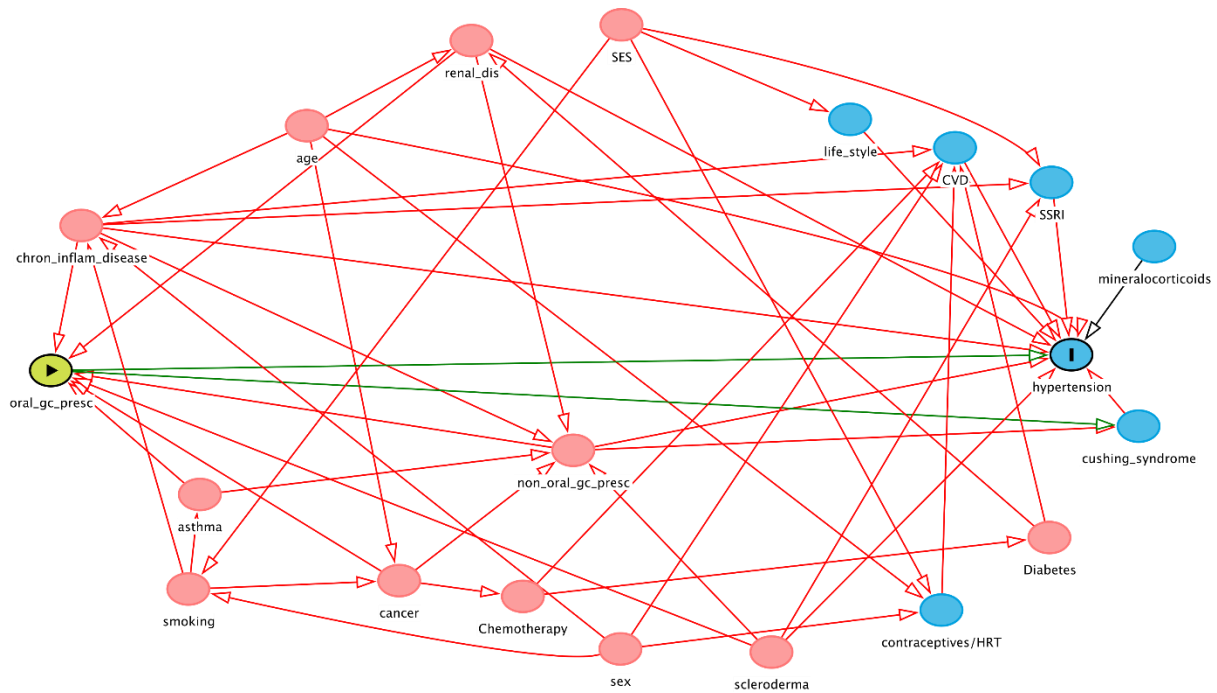 SES
renal_dis
life_style
age
CVD
SSRI
chron_inflam_disease
mineralocorticoids
oral_gc_presc
hypertension
cushing_syndrome
non_oral_gc_presc
asthma
Diabetes
smoking
cancer
Chemotherapy
contraceptives/HRT
sex
scleroderma